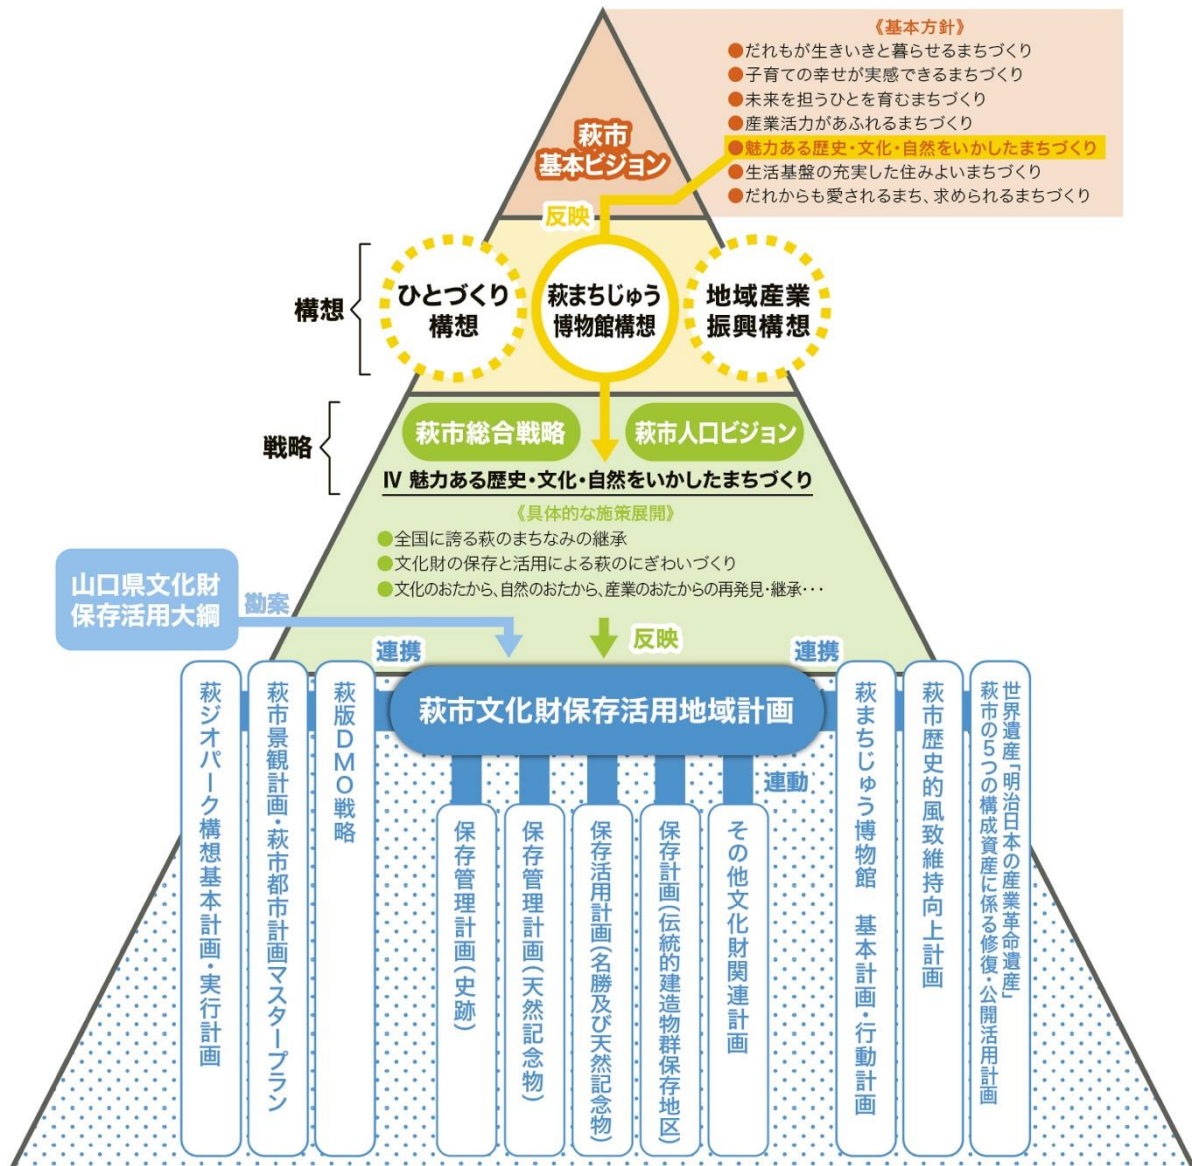 《基本方針》
●だれもが生きいきと暮らせるまちづくり
●子育ての幸せが実感できるまちづくり
●未来を担うひとを育むまちづくり
●産業活力があふれるまちづくり
●魅力ある歴史・文化・自然をいかしたまちづくり
●生活基盤の充実した住みよいまちづくり
●だれからも愛されるまち、求められるまちづくり
萩市
基本ビジョン
反映
構想
ひとづくり
構想
萩まちじゅう
博物館構想
地域産業
振興構想
戦略
萩市総合戦略
萩市人口ビジョン
Ⅳ 魅力ある歴史・文化・自然をいかしたまちづくり
《具体的な施策展開》
●全国に誇る萩のまちなみの継承
●文化財の保存と活用による萩のにぎわいづくり
●文化のおたから、自然のおたから、産業のおたからの再発見・継承･･･
山口県文化財
保存活用大綱
勘案
反映
連携
連携
萩市文化財保存活用地域計画
連動
萩ジオパーク構想基本計画・実行計画
萩市景観計画・萩市都市計画マスタープラン
萩版DMO戦略
保存管理計画(史跡)
保存管理計画(天然記念物)
保存活用計画(名勝及び天然記念物)
保存計画(伝統的建造物群保存地区)
その他文化財関連計画
萩まちじゅう博物館 基本計画・行動計画
萩市歴史的風致維持向上計画
世界遺産「明治日本の産業革命遺産」
萩市の5つの構成資産に係る修復・公開活用計画